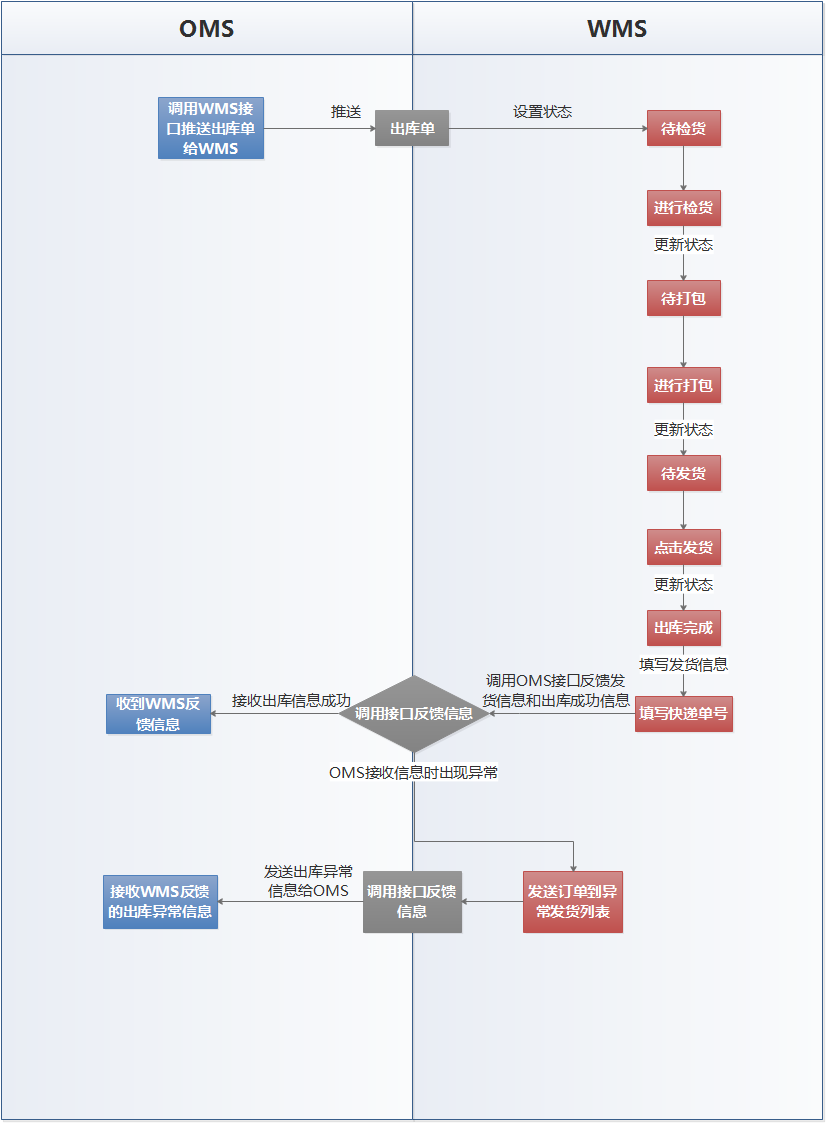 OMS
WMS
调用WMS接
口推送出库单
给WMS
推送
出库单
设置状态
待检货
进行检货
更新状态
待打包
进行打包
更新状态
待发货
点击发货
更新状态
出库完成
填写发货信息
填写快递单号
调用OMS接口反馈发
货信息和出库成功信息
调用接口反馈信息
接收出库信息成功
收到WMS反
馈信息
OMS接收信息时出现异常
发送订单到异
常发货列表
调用接口反馈
信息
发送出库异常
信息给OMS
接收WMS反馈
的出库异常信息